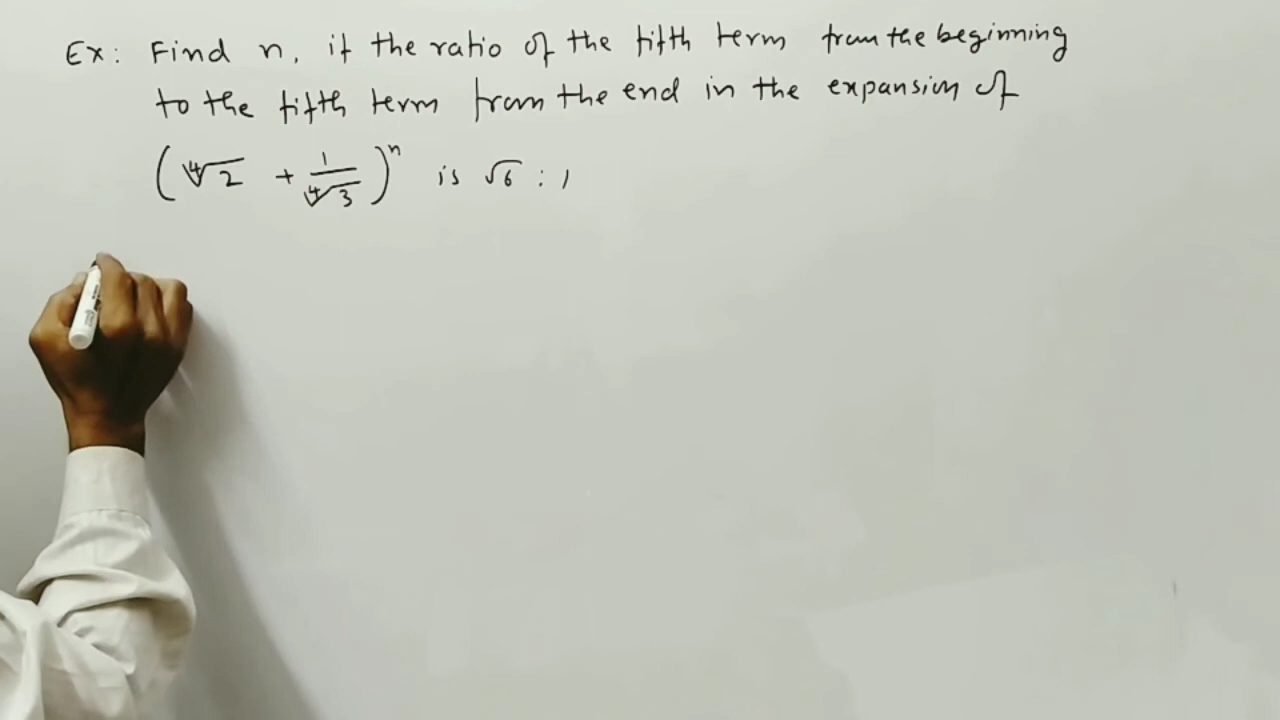 Ex: Find n, if the ratio of the fifth term from the beginning
to the fifth term from the end in the expansion of
(∜2 + 1/∜3)ⁿ is √6 : 1